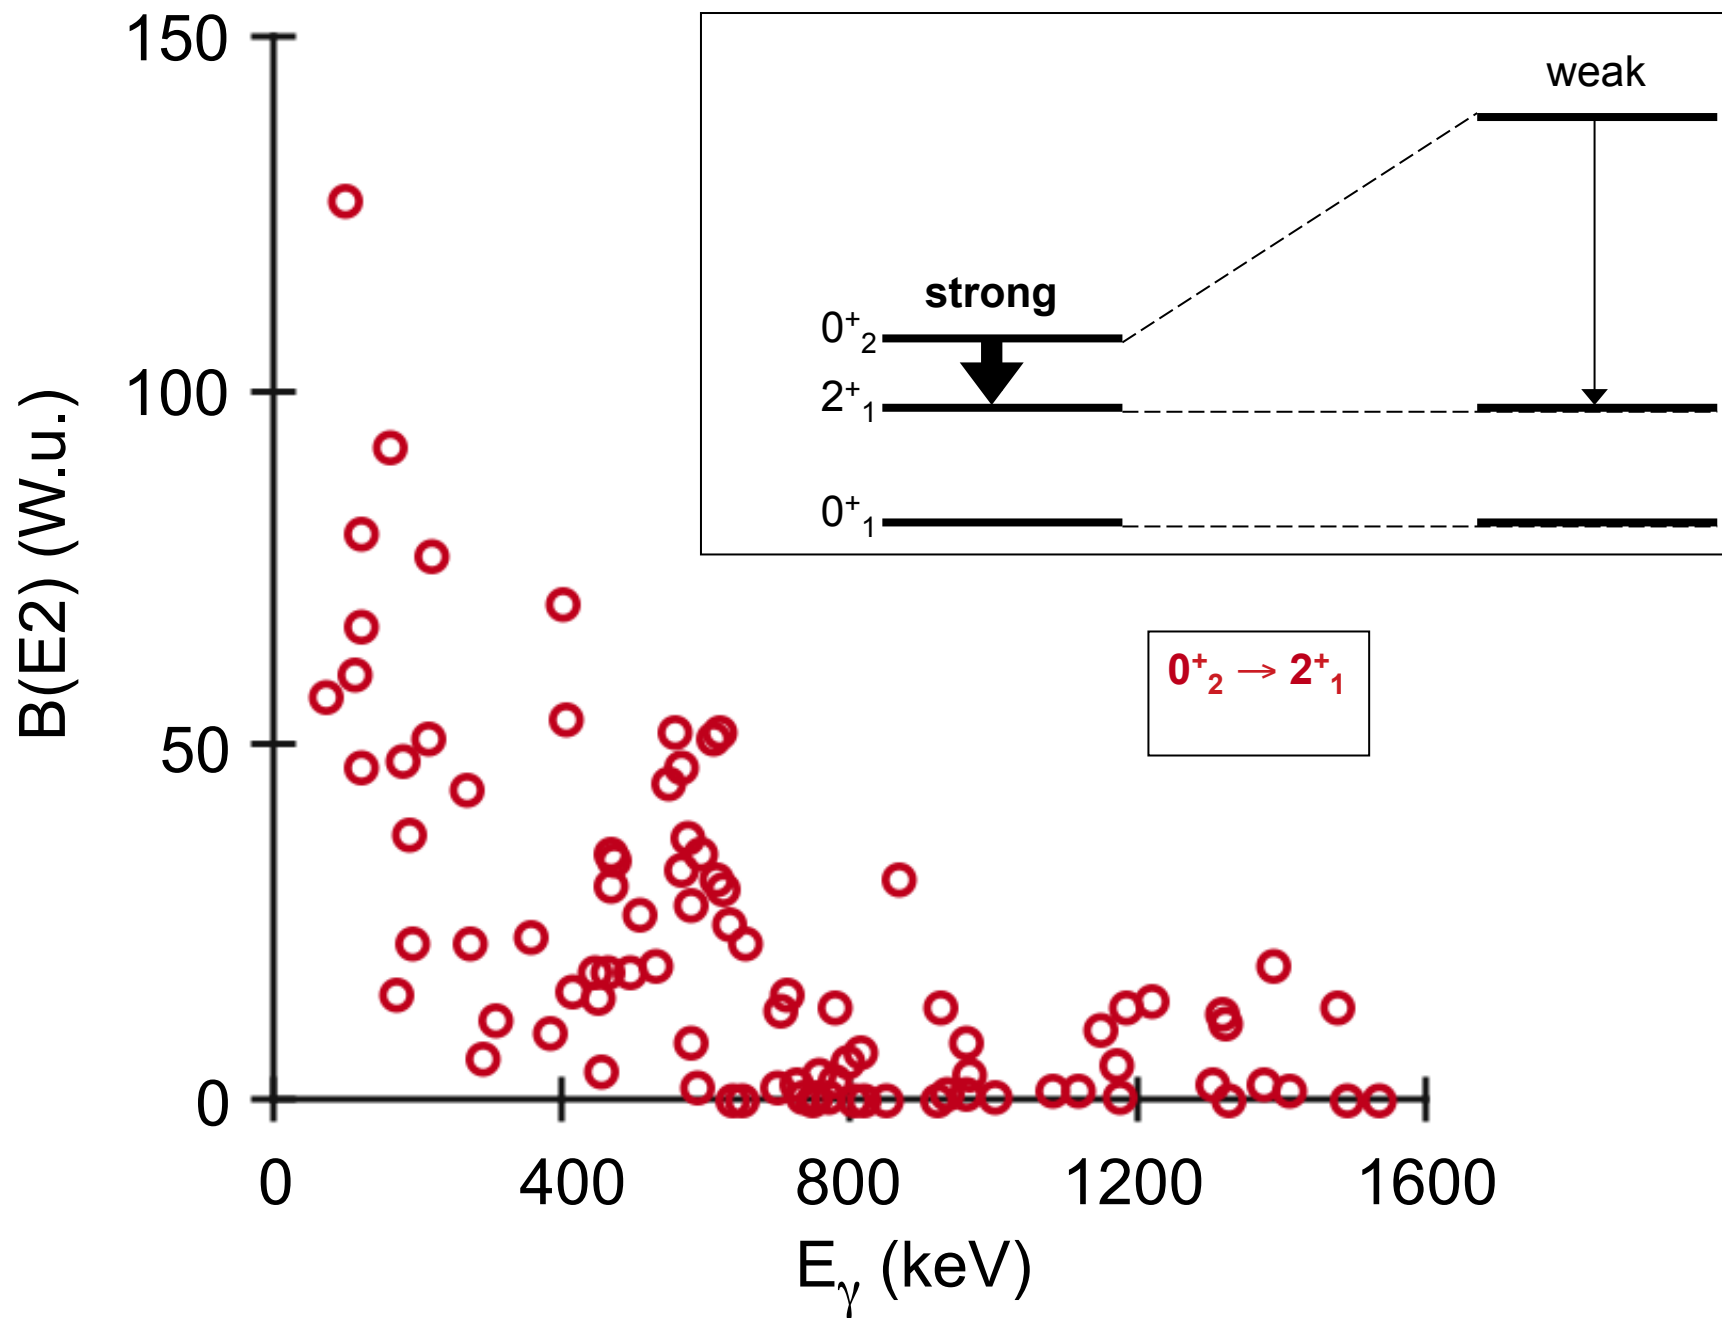 150
weak
strong
0⁺₂
100
2⁺₁
0⁺₁
B(E2) (W.u.)
0⁺₂ → 2⁺₁
50
0
0 400 800 1200 1600
Eᵧ (keV)